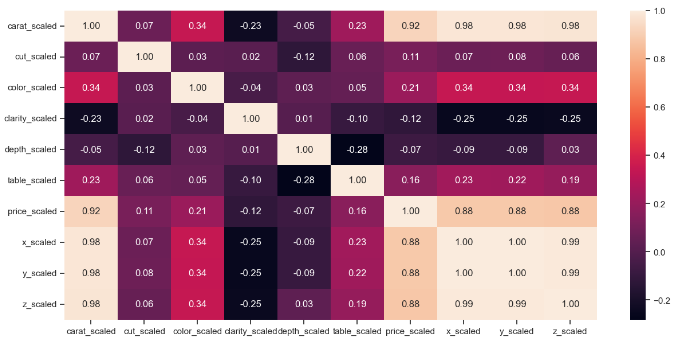 carat_scaled 1.00 0.07 0.34 -0.23 -0.05 0.23 0.92 0.98 0.98 0.98
cut_scaled 0.07 1.00 0.03 0.02 -0.12 0.06 0.11 0.07 0.08 0.06
color_scaled 0.34 0.03 1.00 -0.04 0.03 0.05 0.21 0.34 0.34 0.34
clarity_scaled -0.23 0.02 -0.04 1.00 0.01 -0.10 -0.12 -0.25 -0.25 -0.25
depth_scaled -0.05 -0.12 0.03 0.01 1.00 -0.28 -0.07 -0.09 -0.09 0.03
table_scaled 0.23 0.06 0.05 -0.10 -0.28 1.00 0.16 0.23 0.22 0.19
price_scaled 0.92 0.11 0.21 -0.12 -0.07 0.16 1.00 0.88 0.88 0.88
x_scaled 0.98 0.07 0.34 -0.25 -0.09 0.23 0.88 1.00 1.00 0.99
y_scaled 0.98 0.08 0.34 -0.25 -0.09 0.22 0.88 1.00 1.00 0.99
z_scaled 0.98 0.06 0.34 -0.25 0.03 0.19 0.88 0.99 0.99 1.00
carat_scaled cut_scaled color_scaled clarity_scaled depth_scaled table_scaled price_scaled x_scaled y_scaled z_scaled
1.0
0.8
0.6
0.4
0.2
0.0
−0.2